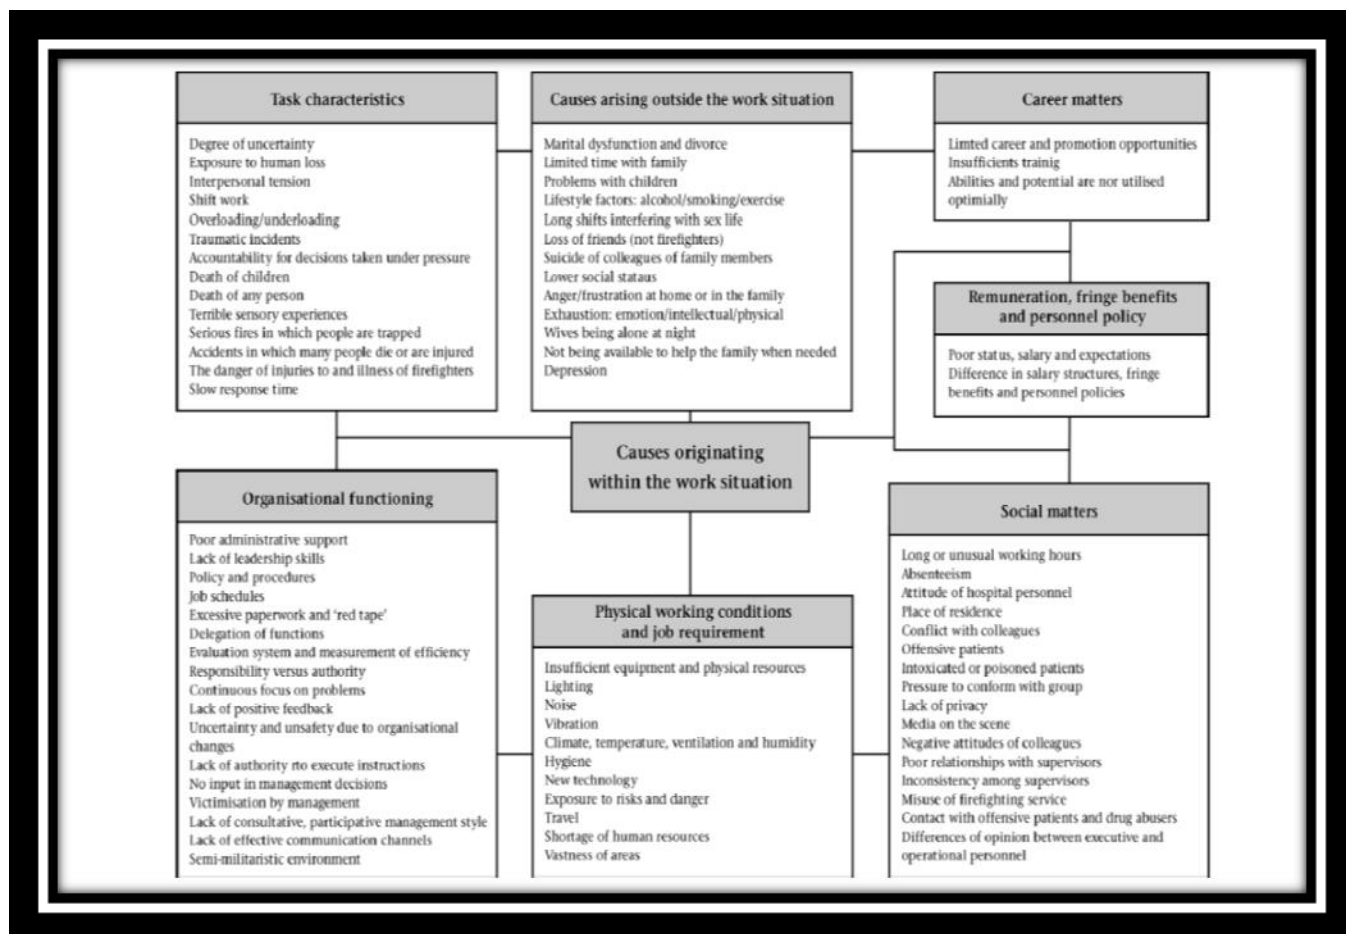 Task characteristics
Degree of uncertainty
Exposure to human loss
Interpersonal tension
Shift work
Overloading/underloading
Traumatic incidents
Accountability for decisions taken under pressure
Death of children
Death of any person
Terrible sensory experiences
Serious fires in which people are trapped
Accidents in which many people die or are injured
The danger of injuries to and illness of firefighters
Slow response time
Causes arising outside the work situation
Marital dysfunction and divorce
Limited time with family
Problems with children
Lifestyle factors: alcohol/smoking/exercise
Long shifts interfering with sex life
Loss of friends (not firefighters)
Suicide of colleagues of family members
Lower social stataus
Anger/frustration at home or in the family
Exhaustion: emotion/intellectual/physical
Wives being alone at night
Not being available to help the family when needed
Depression
Career matters
Limted career and promotion opportunities
Insufficients trainig
Abilities and potential are nor utilised
optimially
Remuneration, fringe benefits
and personnel policy
Poor status, salary and expectations
Difference in salary structures, fringe
benefits and personnel policies
Causes originating
within the work situation
Organisational functioning
Poor administrative support
Lack of leadership skills
Policy and procedures
Job schedules
Excessive paperwork and ‘red tape’
Delegation of functions
Evaluation system and measurement of efficiency
Responsibility versus authority
Continuous focus on problems
Lack of positive feedback
Uncertainty and unsafety due to organisational
changes
Lack of authority rto execute instructions
No input in management decisions
Victimisation by management
Lack of consultative, participative management style
Lack of effective communication channels
Semi-militaristic environment
Physical working conditions
and job requirement
Insufficient equipment and physical resources
Lighting
Noise
Vibration
Climate, temperature, ventilation and humidity
Hygiene
New technology
Exposure to risks and danger
Travel
Shortage of human resources
Vastness of areas
Social matters
Long or unusual working hours
Absenteeism
Attitude of hospital personnel
Place of residence
Conflict with colleagues
Offensive patients
Intoxicated or poisoned patients
Pressure to conform with group
Lack of privacy
Media on the scene
Negative attitudes of colleagues
Poor relationships with supervisors
Inconsistency among supervisors
Misuse of firefighting service
Contact with offensive patients and drug abusers
Differences of opinion between executive and
operational personnel